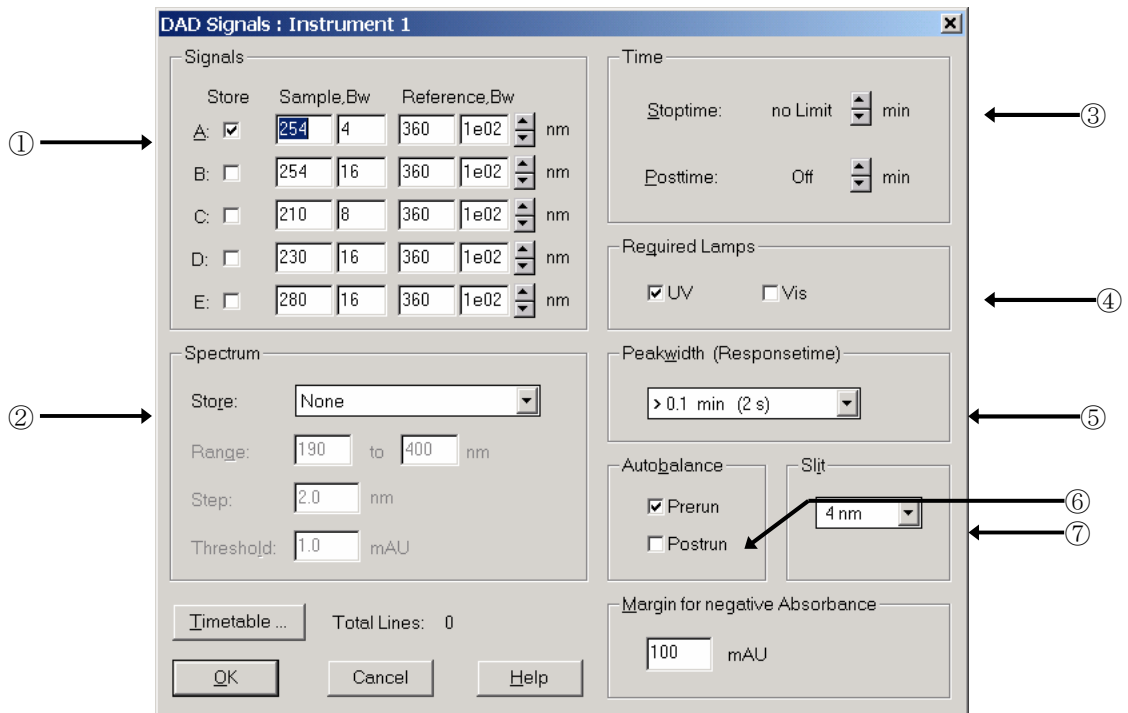 DAD Signals : Instrument 1
Signals
Store Sample,Bw Reference,Bw
A: 254 4 360 1e02 nm
B: 254 16 360 1e02 nm
C: 210 8 360 1e02 nm
D: 230 16 360 1e02 nm
E: 280 16 360 1e02 nm
①
Spectrum
Store: None
Range: 190 to 400 nm
Step: 2.0 nm
Threshold: 1.0 mAU
②
Timetable ... Total Lines: 0
OK Cancel Help
Time
Stoptime: no Limit min
Posttime: Off min
③
Required Lamps
UV Vis
④
Peakwidth (Responsetime)
> 0.1 min (2 s)
⑤
Autobalance
Prerun
Postrun
⑥
Slit
4 nm
⑦
Margin for negative Absorbance
100 mAU